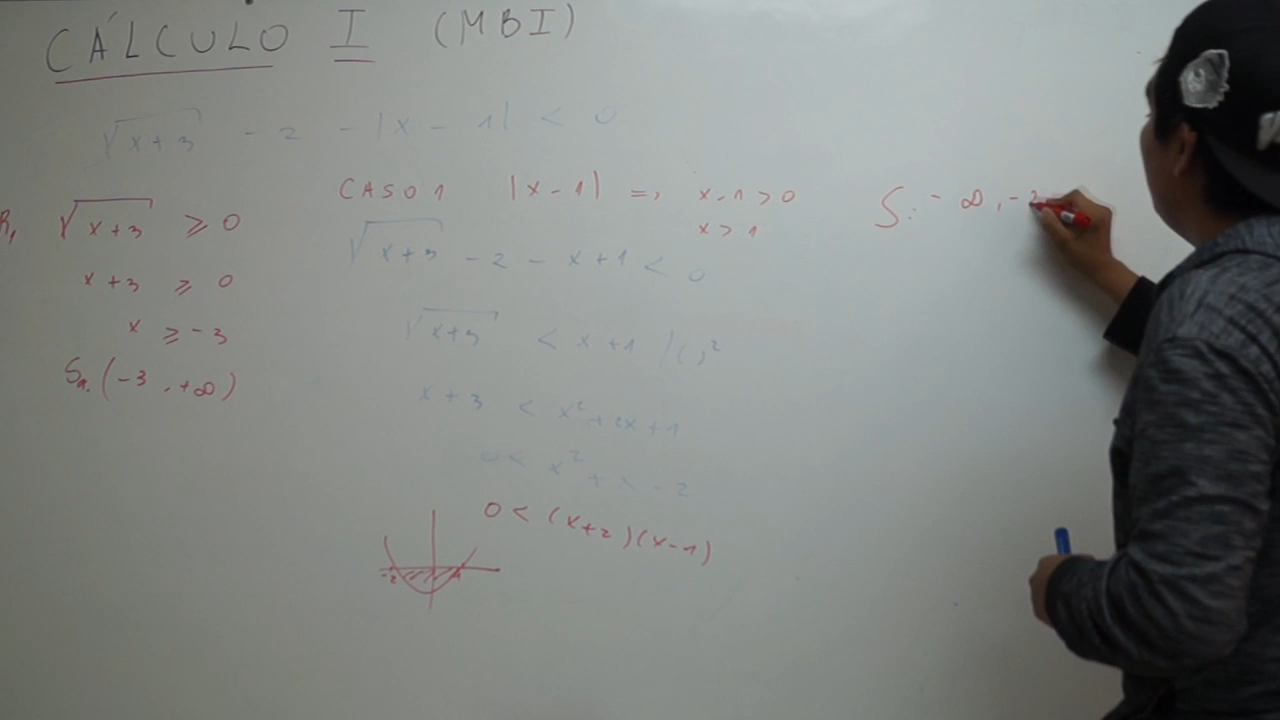 CÁLCULO I (MBI)
√x+3 - 2 - |x - 1| < 0
R₁ √x+3 ≥ 0
x+3 ≥ 0
x ≥ -3
S₁. (-3, +∞)
CASO 1 |x-1| => x-1 > 0
x > 1
√x+3 - 2 - x+1 < 0
√x+3 < x+1 /( )²
x+3 < x²+2x+1
0 < x² + x - 2
0 < (x+2)(x-1)
-2 1
S: -∞, -2